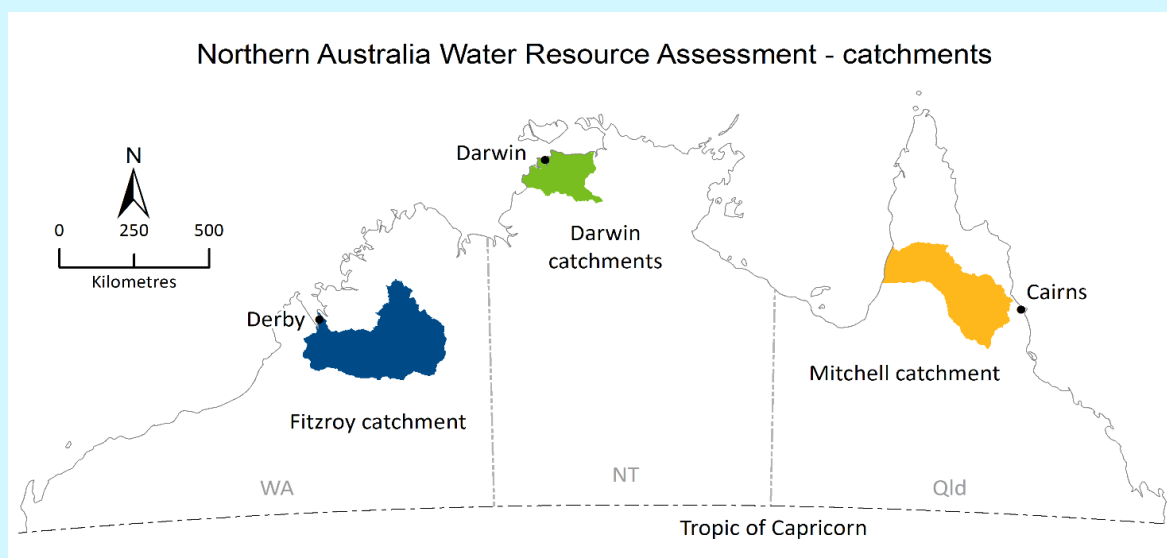 Northern Australia Water Resource Assessment - catchments
N
0 250 500
Kilometres
Darwin
Darwin
catchments
Derby
Fitzroy catchment
Cairns
Mitchell catchment
WA
NT
Qld
Tropic of Capricorn